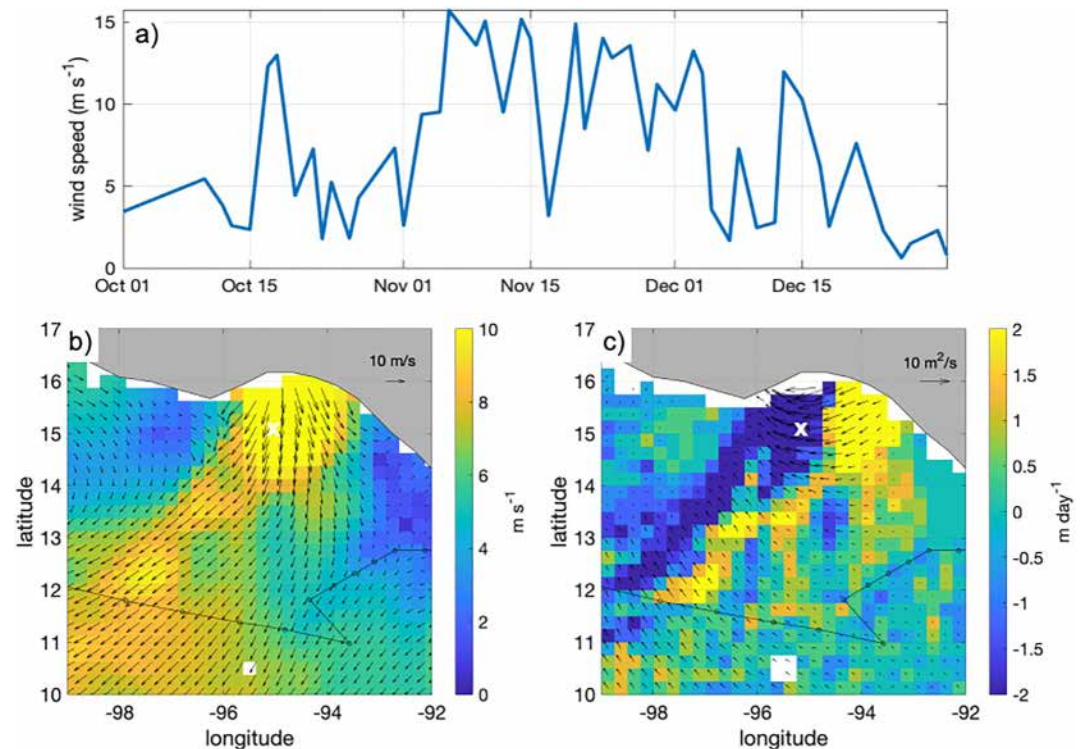 a)
wind speed (m s⁻¹)
15
10
5
0
Oct 01 Oct 15 Nov 01 Nov 15 Dec 01 Dec 15
b)
10 m/s
X
17
16
15
14
13
12
11
10
latitude
-98 -96 -94 -92
longitude
10
8
6
4
2
0
m s⁻¹
c)
10 m²/s
X
17
16
15
14
13
12
11
10
latitude
-98 -96 -94 -92
longitude
2
1.5
1
0.5
0
-0.5
-1
-1.5
-2
m day⁻¹